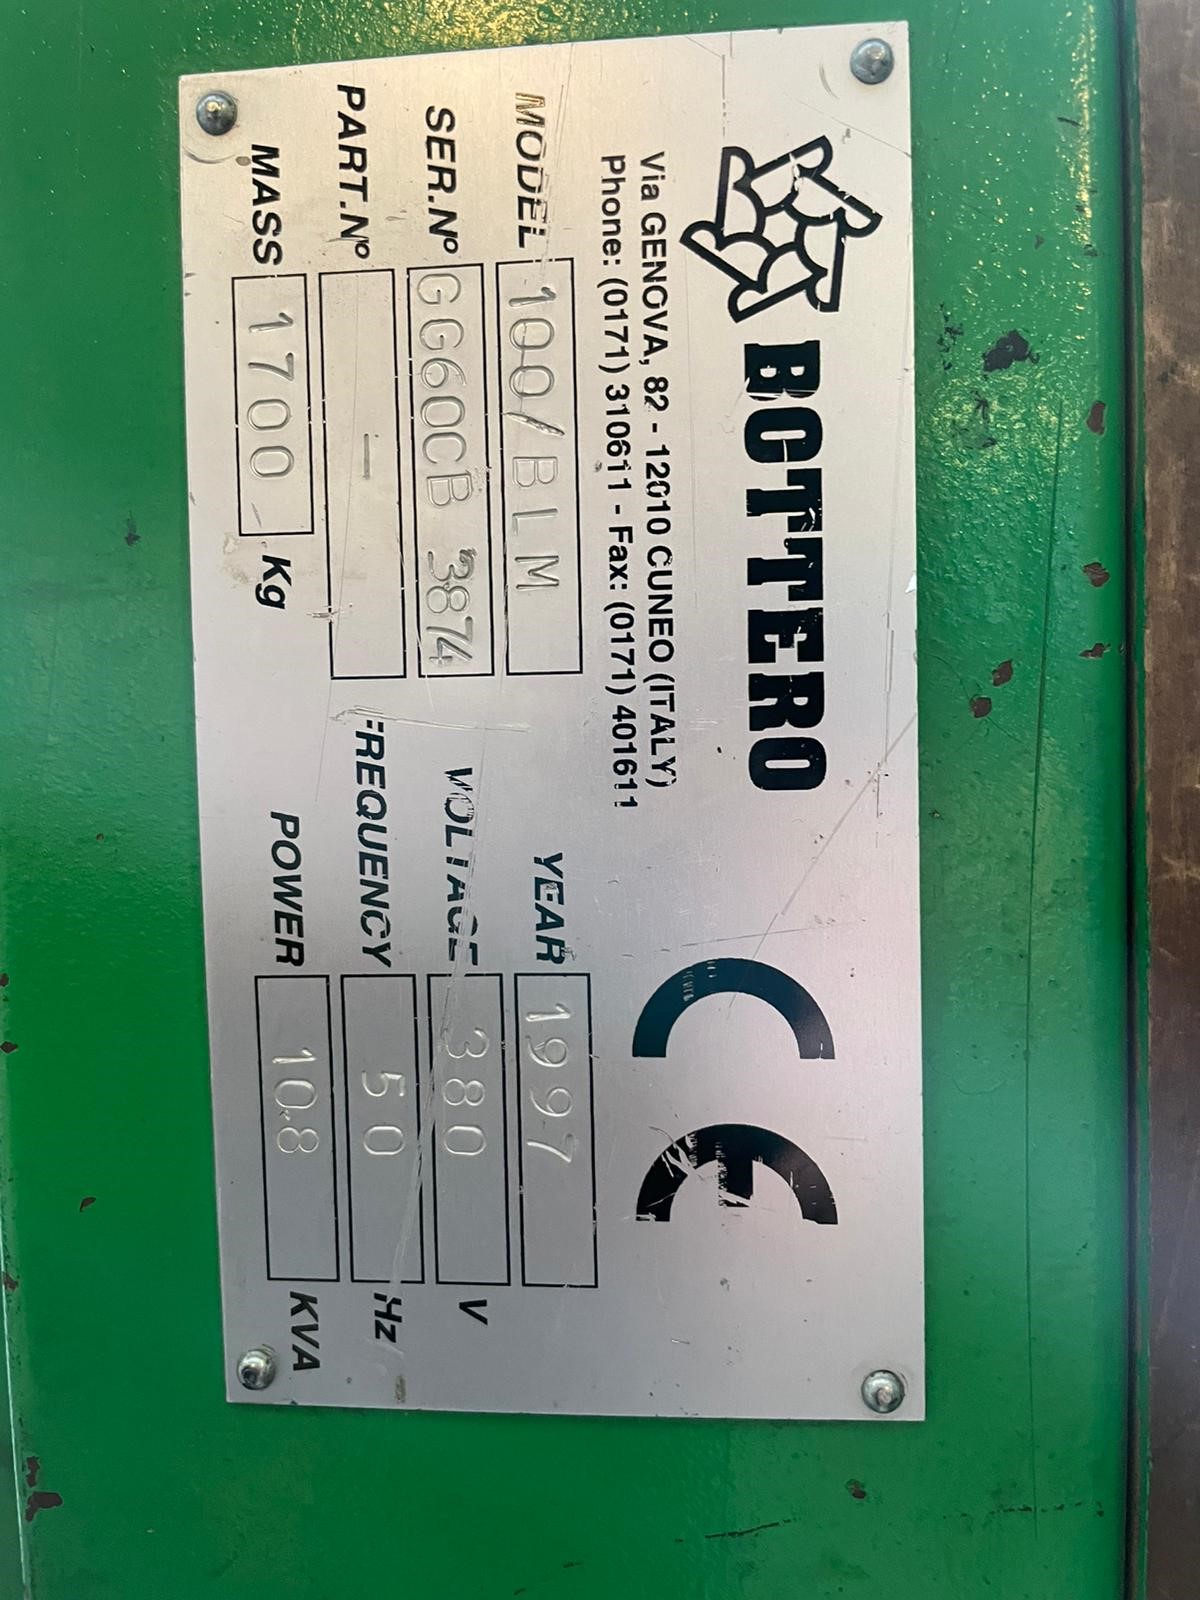 BOTTERO
Via GENOVA, 82 - 12010 CUNEO (ITALY)
Phone: (0171) 310611 - Fax: (0171) 401611
CE
MODEL 100/BLM
YEAR 1997
SER.Nº GG60CB 3874
VOLTAGE 380 V
PART.Nº -
FREQUENCY 50 Hz
MASS 1700 Kg
POWER 10.8 KVA